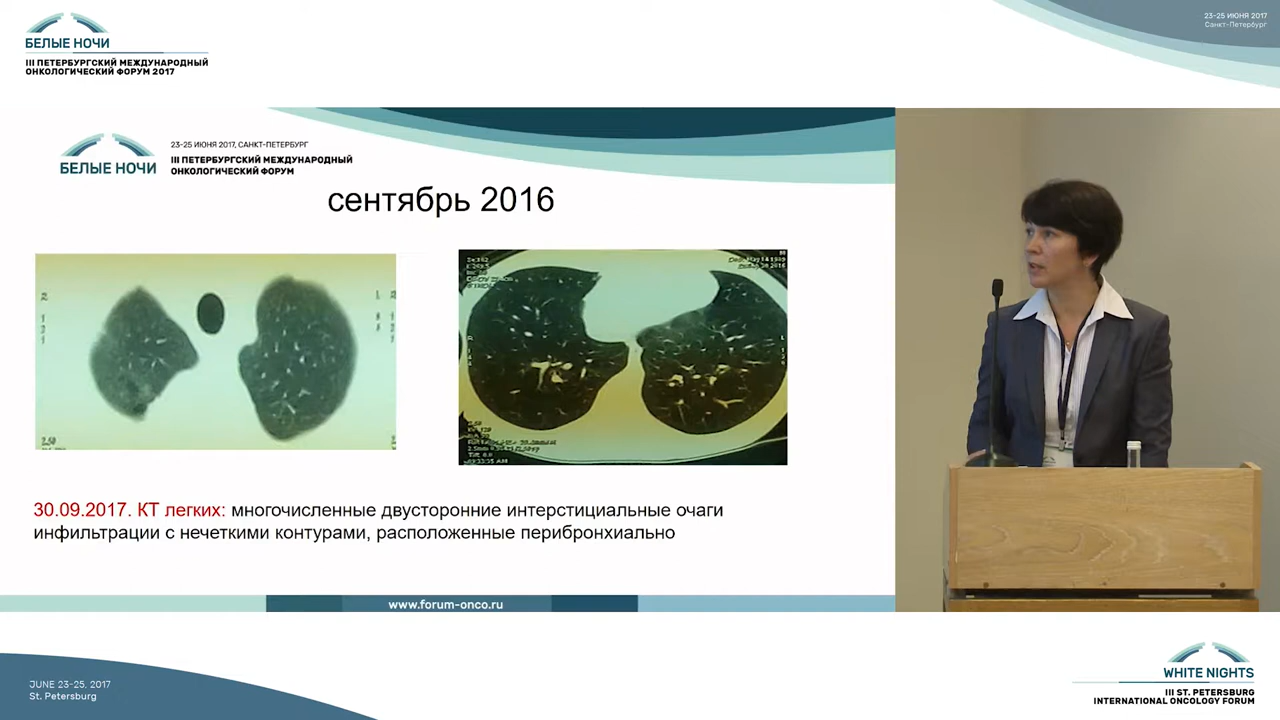 БЕЛЫЕ НОЧИ
III ПЕТЕРБУРГСКИЙ МЕЖДУНАРОДНЫЙ
ОНКОЛОГИЧЕСКИЙ ФОРУМ 2017
23-25 ИЮНЯ 2017
Санкт-Петербург
БЕЛЫЕ НОЧИ
23-25 ИЮНЯ 2017, САНКТ-ПЕТЕРБУРГ
III ПЕТЕРБУРГСКИЙ МЕЖДУНАРОДНЫЙ
ОНКОЛОГИЧЕСКИЙ ФОРУМ
сентябрь 2016
30.09.2017. КТ легких: многочисленные двусторонние интерстициальные очаги
инфильтрации с нечеткими контурами, расположенные перибронхиально
www.forum-onco.ru
JUNE 23-25, 2017
St. Petersburg
WHITE NIGHTS
III ST. PETERSBURG
INTERNATIONAL ONCOLOGY FORUM